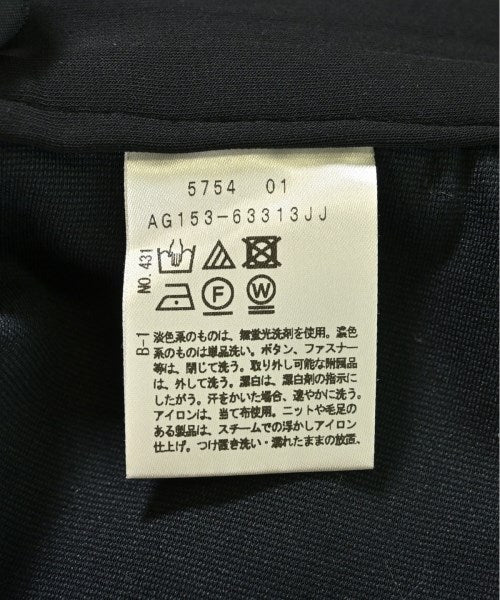 5754 01
AG153-63313JJ
NO.431
F
W
B-1
淡色系のものは、無蛍光洗剤を使用。濃色
系のものは単品洗い。ボタン、ファスナー
等は、閉じて洗う。取り外し可能な附属品
は、外して洗う。漂白は、漂白剤の指示に
したがう。汗をかいた場合、速やかに洗う。
アイロンは、当て布使用。ニットや毛足の
ある製品は、スチームでの浮かしアイロン
仕上げ。つけ置き洗い・濡れたままの放置、